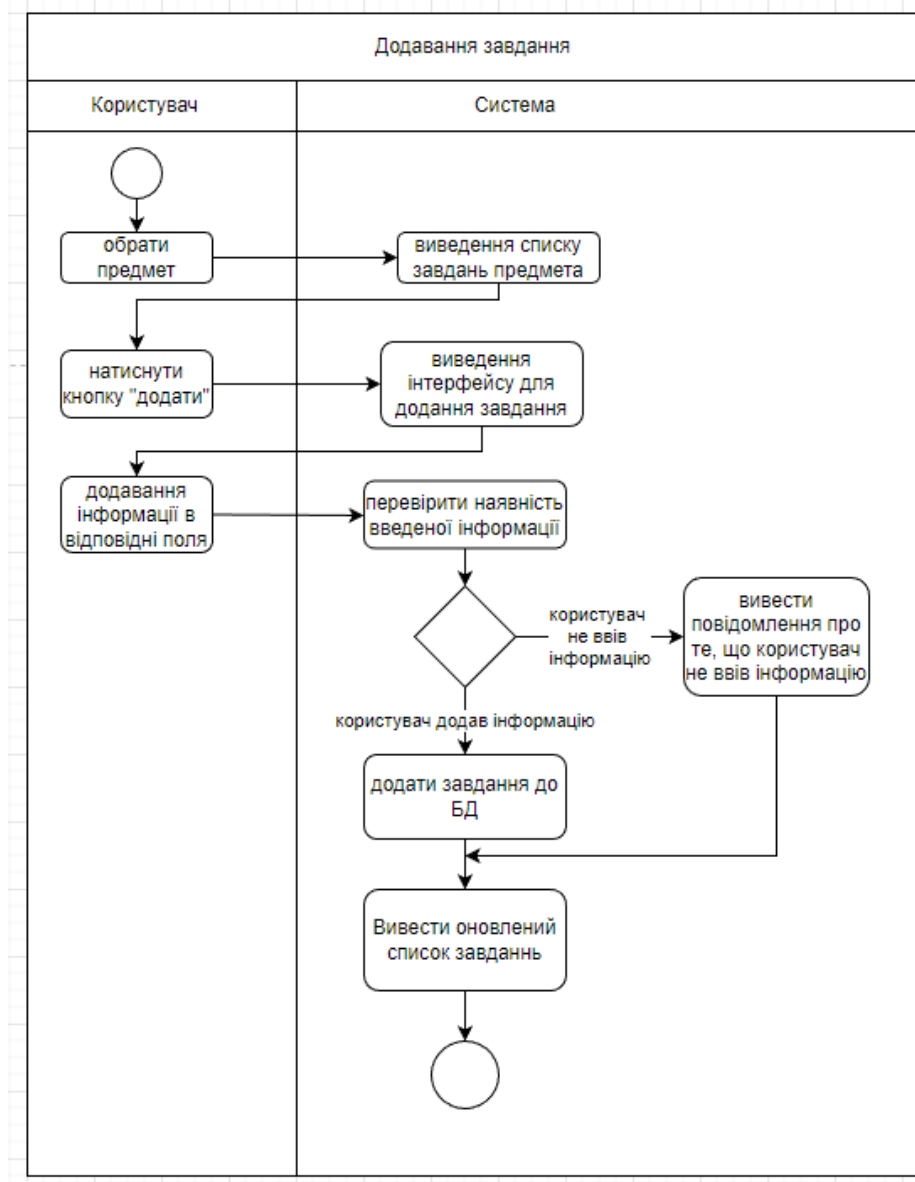 Додавання завдання
Користувач
Система
обрати
предмет
виведення списку
завдань предмета
натиснути
кнопку "додати"
виведення
інтерфейсу для
додання завдання
додавання
інформації в
відповідні поля
перевірити наявність
введеної інформації
користувач
не ввів
інформацію
вивести
повідомлення про
те, що користувач
не ввів інформацію
користувач додав інформацію
додати завдання до
БД
Вивести оновлений
список завданнь